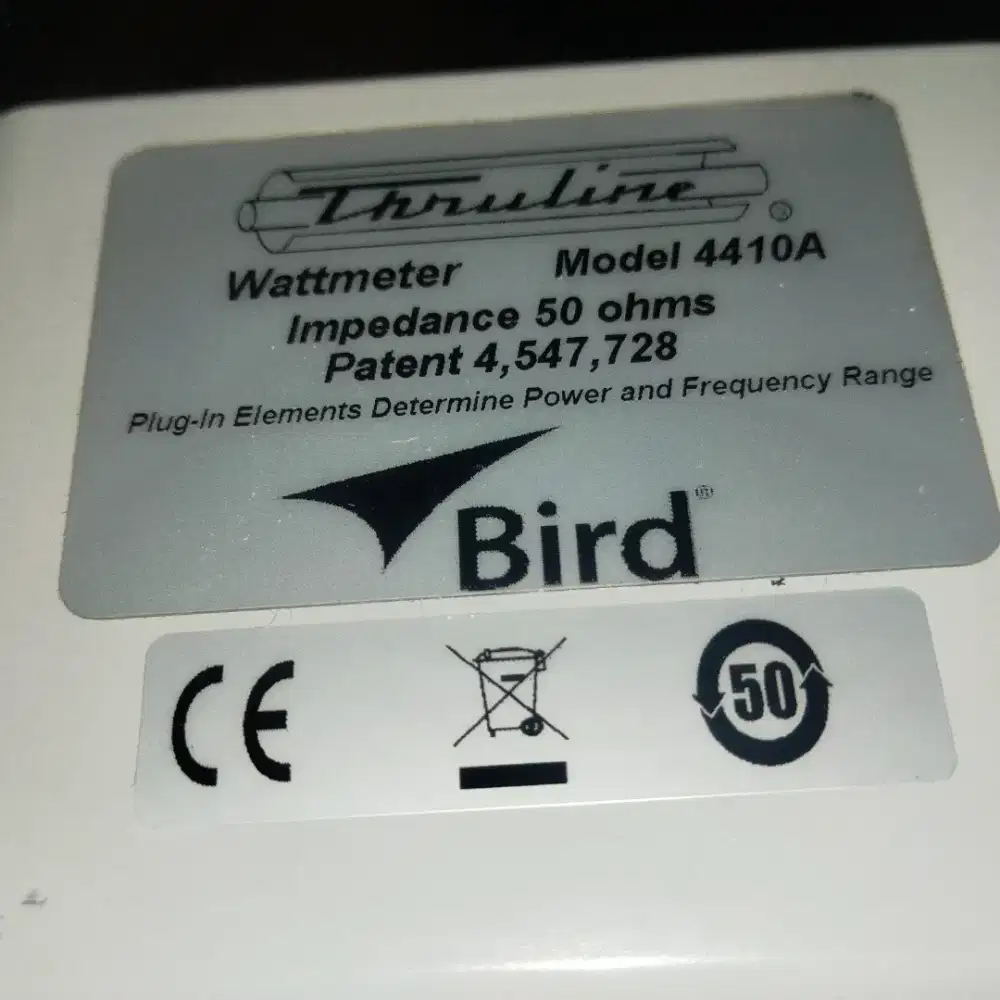 Thruline ®
Wattmeter Model 4410A
Impedance 50 ohms
Patent 4,547,728
Plug-In Elements Determine Power and Frequency Range
Bird®
CE
50